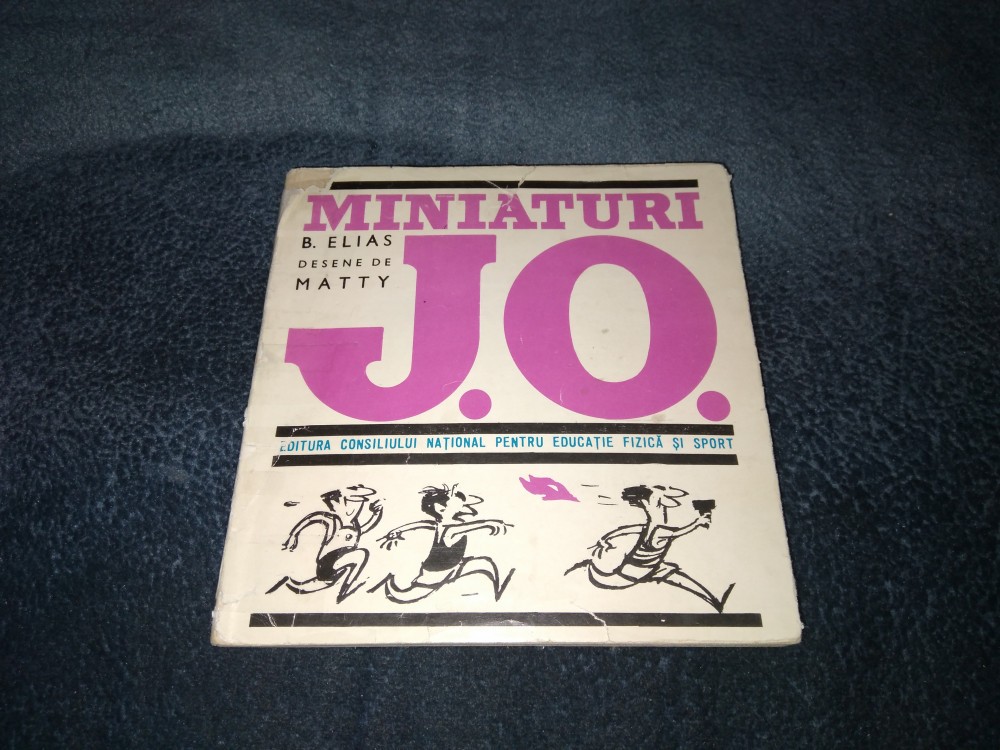 MINIATURI
B. ELIAS
DESENE DE
MATTY
J.O.
EDITURA CONSILIULUI NAȚIONAL PENTRU EDUCAȚIE FIZICĂ ȘI SPORT